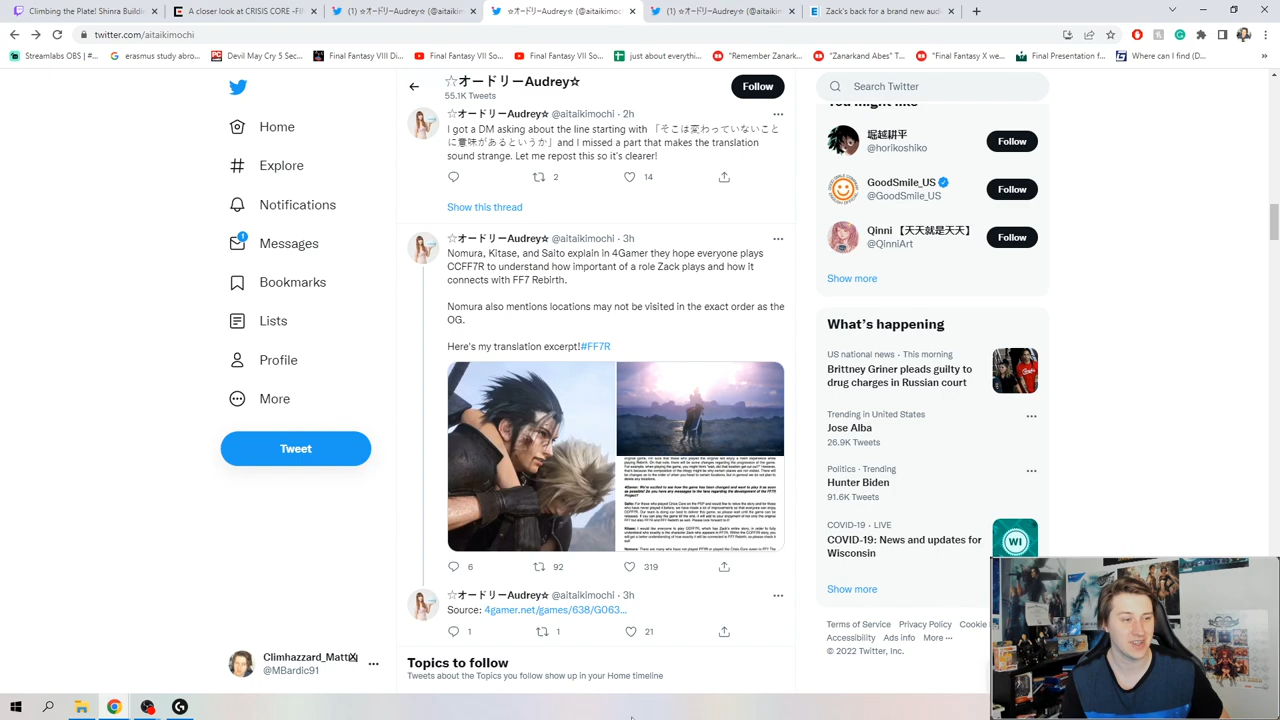 Climbing the Plate! Shinra Buildin
A closer look at CRISIS CORE -FIN
(1) ☆オードリーAudrey☆ (@aitaikimoc
(1) ☆オードリーAudrey☆ (@aitaikimoc
Zack's back for a new aud
twitter.com/aitaikimochi
Streamlabs OBS | #...
erasmus study abro...
Devil May Cry 5 Sec...
Final Fantasy VIII Di...
Final Fantasy VII So...
Final Fantasy VII So...
just about everythi...
"Remember Zanark...
"Zanarkand Abes" T...
"Final Fantasy X we...
Final Presentation f...
Where can I find (D...
»
Home
Explore
Notifications
1
Messages
Bookmarks
Lists
Profile
More
Tweet
Climhazzard_Matt
@MBardic91
☆オードリーAudrey☆
55.1K Tweets
Follow
☆オードリーAudrey☆ @aitaikimochi · 2h
I got a DM asking about the line starting with 「そこは変わっていないこと
に意味があるというか」and I missed a part that makes the translation
sound strange. Let me repost this so it's clearer!
2
14
Show this thread
☆オードリーAudrey☆ @aitaikimochi · 3h
Nomura, Kitase, and Saito explain in 4Gamer they hope everyone plays
CCFF7R to understand how important of a role Zack plays and how it
connects with FF7 Rebirth.
Nomura also mentions locations may not be visited in the exact order as the
OG.
Here's my translation excerpt!#FF7R
6
92
319
☆オードリーAudrey☆ @aitaikimochi · 3h
Source: 4gamer.net/games/638/G063...
1
1
21
Topics to follow
Tweets about the Topics you follow show up in your Home timeline
Search Twitter
You might like
堀越耕平
@horikoshiko
Follow
GoodSmile_US
@GoodSmile_US
Follow
Qinni 【天天就是天天】
@QinniArt
Follow
Show more
What's happening
US national news · This morning
Brittney Griner pleads guilty to
drug charges in Russian court
Trending in United States
Jose Alba
26.9K Tweets
Politics · Trending
Hunter Biden
91.6K Tweets
COVID-19 · LIVE
COVID-19: News and updates for
Wisconsin
WI
Show more
Terms of Service Privacy Policy Cookie
Accessibility Ads info More ···
© 2022 Twitter, Inc.